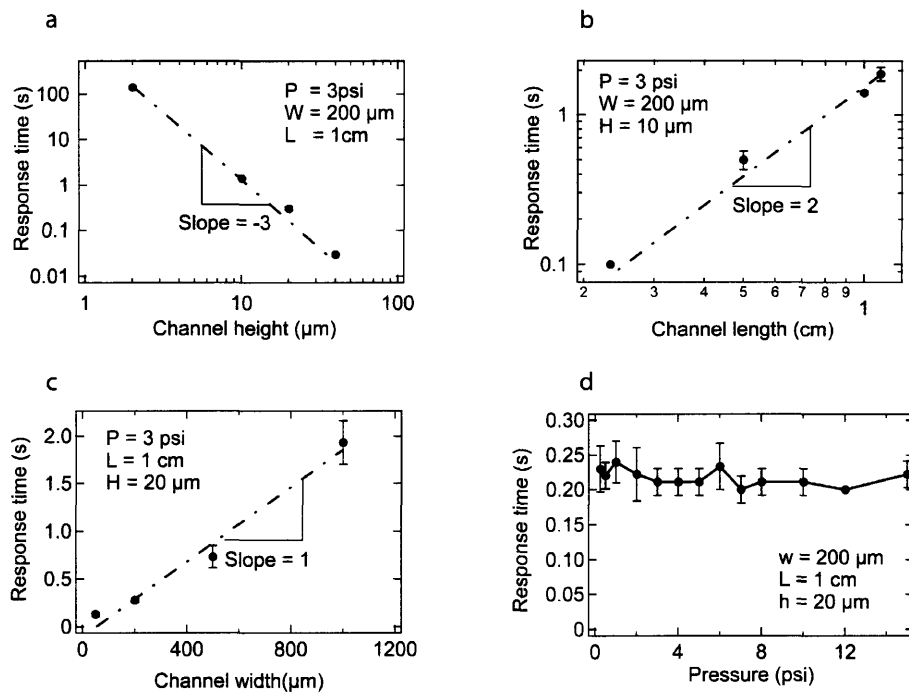 a
Response time (s)
100
10
1
0.1
0.01
P = 3psi
W = 200 µm
L = 1cm
Slope = -3
1
10
100
Channel height (µm)
b
Response time (s)
1
0.1
P = 3 psi
W = 200 µm
H = 10 µm
Slope = 2
2 3 4 5 6 7 8 9
1
Channel length (cm)
c
Response time (s)
2.0
1.5
1.0
0.5
0
P = 3 psi
L = 1 cm
H = 20 µm
Slope = 1
0 400 800 1200
Channel width(µm)
d
Response time (s)
0.30
0.25
0.20
0.15
0.10
0.05
0
w = 200 µm
L = 1 cm
h = 20 µm
0 4 8 12
Pressure (psi)